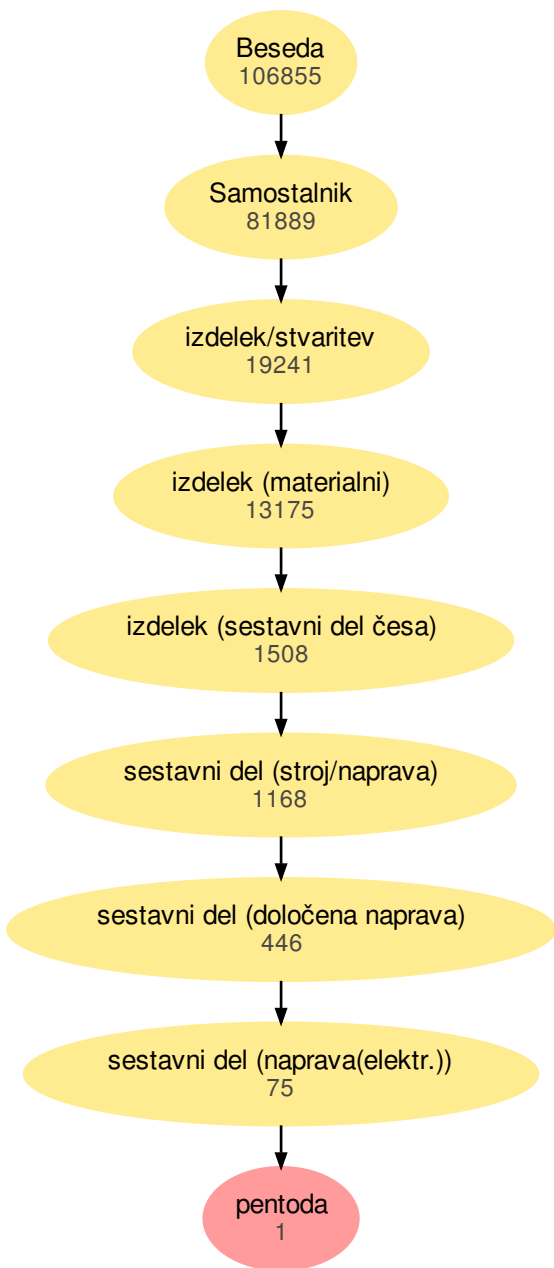 Beseda
106855
Samostalnik
81889
izdelek/stvaritev
19241
izdelek (materialni)
13175
izdelek (sestavni del česa)
1508
sestavni del (stroj/naprava)
1168
sestavni del (določena naprava)
446
sestavni del (naprava(elektr.))
75
pentoda
1